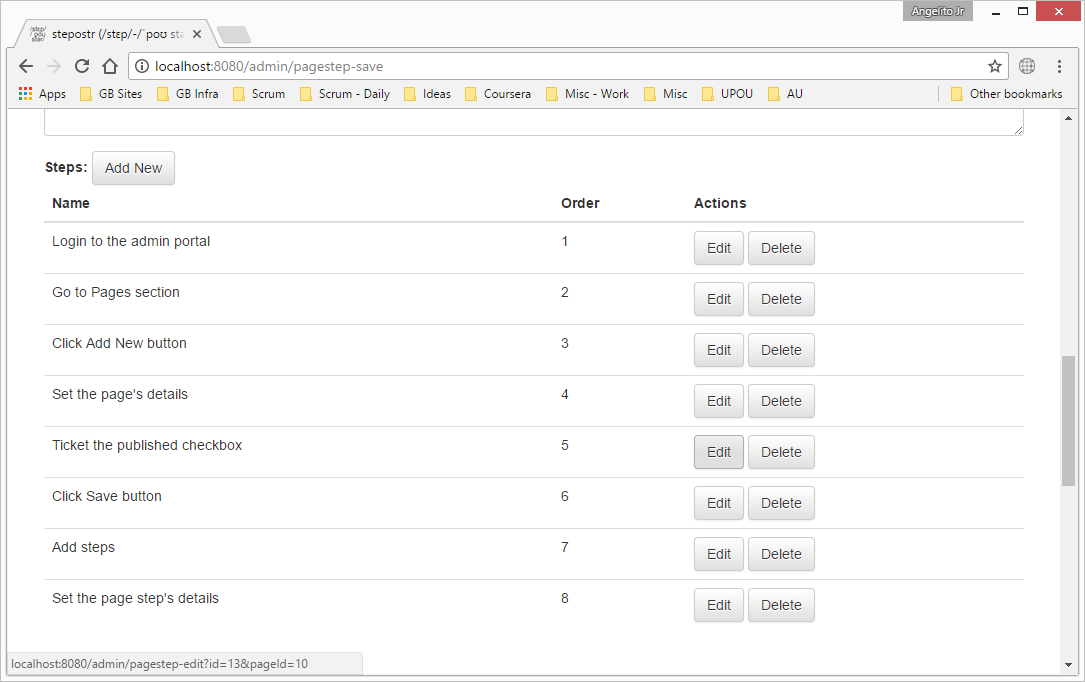 Angelito Jr
stepostr (/stɛp/-/ˈpoʊ sta
localhost:8080/admin/pagestep-save
Apps GB Sites GB Infra Scrum Scrum - Daily Ideas Coursera Misc - Work Misc UPOU AU Other bookmarks
Steps: Add New
Name Order Actions
Login to the admin portal 1 Edit Delete
Go to Pages section 2 Edit Delete
Click Add New button 3 Edit Delete
Set the page's details 4 Edit Delete
Ticket the published checkbox 5 Edit Delete
Click Save button 6 Edit Delete
Add steps 7 Edit Delete
Set the page step's details 8 Edit Delete
localhost:8080/admin/pagestep-edit?id=13&pageId=10